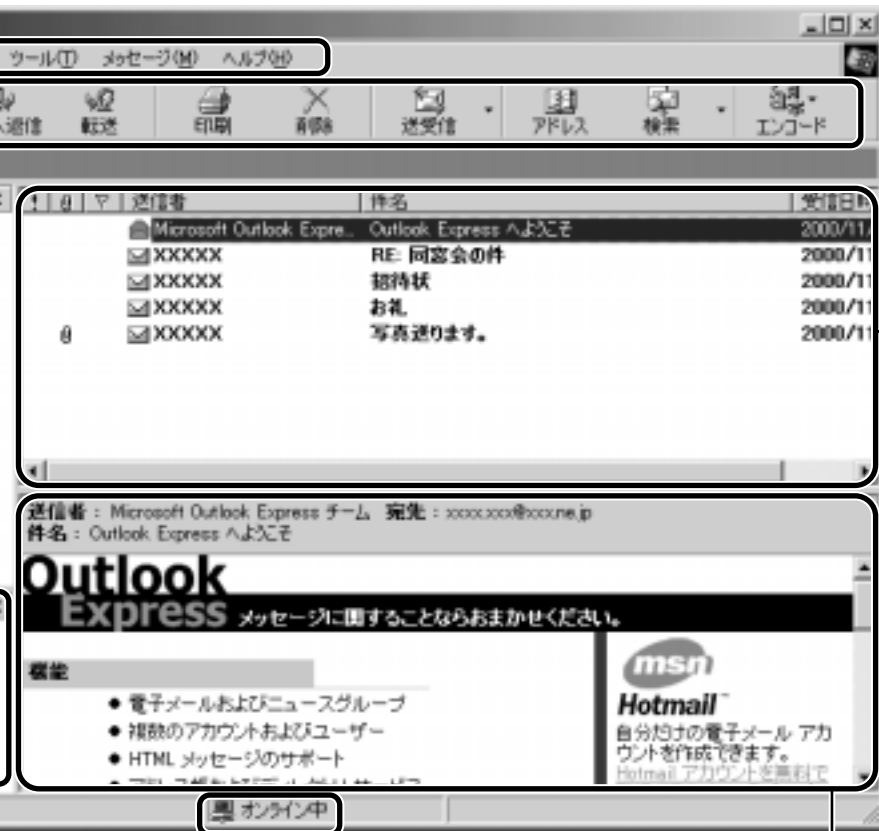 ツール(T) メッセージ(M) ヘルプ(H)
返信 転送 印刷 削除 送受信 アドレス 検索 エンコード
! 送信者 件名 受信日時
Microsoft Outlook Expre... Outlook Express へようこそ 2000/11/
XXXXX RE: 同窓会の件 2000/11
XXXXX 招待状 2000/11
XXXXX お礼 2000/11
XXXXX 写真送ります。 2000/11
送信者 : Microsoft Outlook Express チーム 宛先 : xxxx.xxx@xxx.ne.jp
件名 : Outlook Express へようこそ
Outlook
Express メッセージに関することならおまかせください。
msn
機能
Hotmail
● 電子メールおよびニュースグループ
● 複数のアカウントおよびユーザー
● HTML メッセージのサポート
自分だけの電子メール アカ
ウントを作成できます。
Hotmail アカウントを無料で
オンライン中